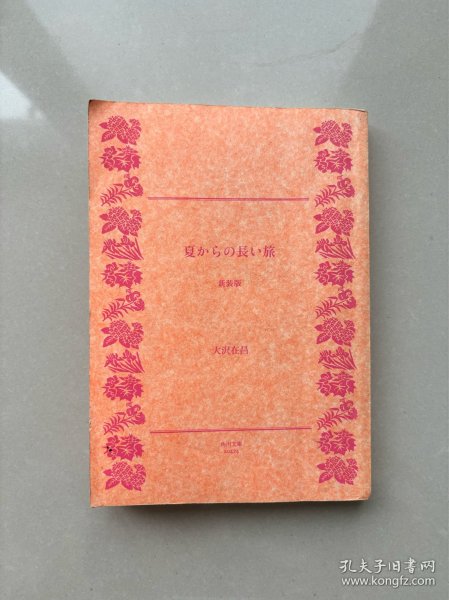 夏からの長い旅
新装版
大沢在昌
角川文庫
孔夫子旧书网
www.kongfz.com